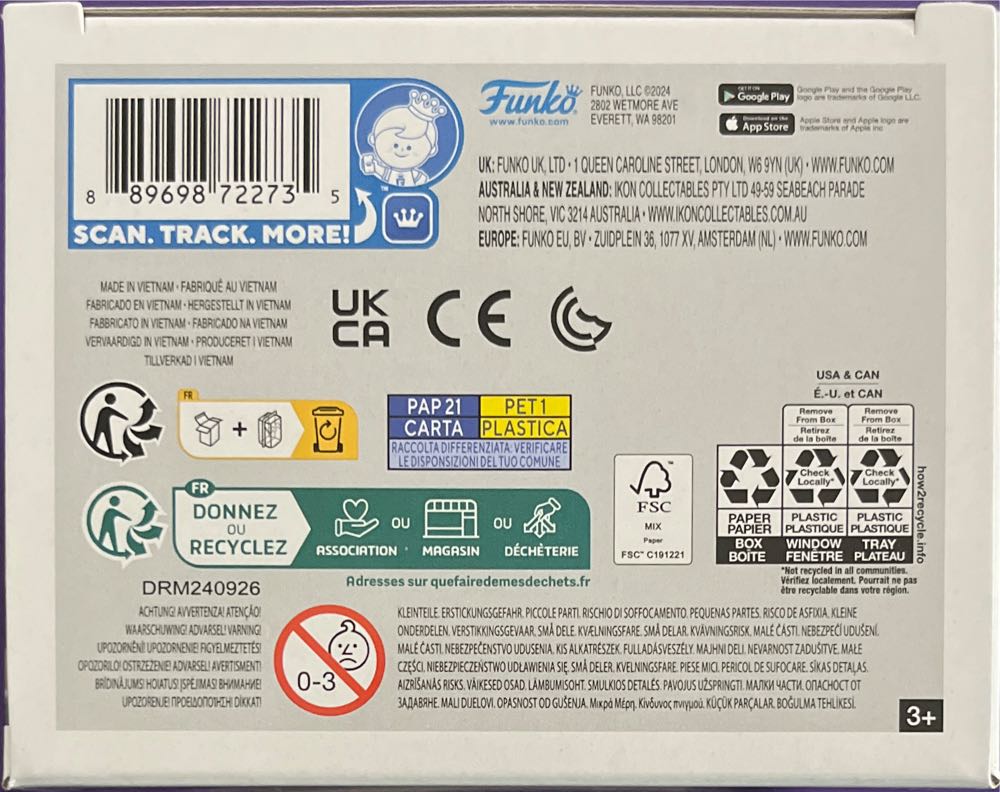 8 89698 72273 5
SCAN. TRACK. MORE!
Funko
www.funko.com
FUNKO, LLC ©2024
2802 WETMORE AVE
EVERETT, WA 98201
GET IT ON
Google Play
Google Play and the Google Play
logo are trademarks of Google LLC.
Download on the
App Store
Apple Store and Apple logo are
trademarks of Apple Inc
UK: FUNKO UK, LTD • 1 QUEEN CAROLINE STREET, LONDON, W6 9YN (UK) • WWW.FUNKO.COM
AUSTRALIA & NEW ZEALAND: IKON COLLECTABLES PTY LTD 49-59 SEABEACH PARADE
NORTH SHORE, VIC 3214 AUSTRALIA • WWW.IKONCOLLECTABLES.COM.AU
EUROPE: FUNKO EU, BV • ZUIDPLEIN 36, 1077 XV, AMSTERDAM (NL) • WWW.FUNKO.COM
MADE IN VIETNAM • FABRIQUÉ AU VIETNAM
FABRICADO EN VIETNAM • HERGESTELLT IN VIETNAM
FABBRICATO IN VIETNAM • FABRICADO NA VIETNAM
VERVAARDIGD IN VIETNAM • PRODUCERET I VIETNAM
TILLVERKAD I VIETNAM
UK
CA
CE
FR
+
PAP 21
CARTA
PET1
PLASTICA
RACCOLTA DIFFERENZIATA: VERIFICARE
LE DISPONSIZIONI DEL TUO COMUNE
FR
DONNEZ
OU
RECYCLEZ
ASSOCIATION
OU
MAGASIN
OU
DÉCHÈTERIE
Adresses sur quefairedemesdechets.fr
FSC
MIX
Paper
FSC™ C191221
USA & CAN
É.-U. et CAN
Remove
From Box
Retirez
de la boîte
Remove
From Box
Retirez
de la boîte
Check
Locally*
Check
Locally*
PAPER
PAPIER
BOX
BOÎTE
PLASTIC
PLASTIQUE
WINDOW
FENÊTRE
PLASTIC
PLASTIQUE
TRAY
PLATEAU
how2recycle.info
*Not recycled in all communities.
Vérifiez localement. Pourrait ne pas
être recyclable dans votre région.
DRM240926
ACHTUNG! AVVERTENZA! ATENÇÃO!
WAARSCHUWING! ADVARSEL! VARNING!
UPOZORNĚNÍ! UPOZORNENIE! FIGYELMEZTETÉS!
OPOZORILO! OSTRZEŻENIE! ADVARSEL! AVERTISMENT!
BRĪDINĀJUMS! HOIATUS! ĮSPĖJIMAS! ВНИМАНИЕ!
UPOZORENJE! ΠΡΟΕΙΔΟΠΟΙΗΣΗ! DİKKAT!
0-3
KLEINTEILE. ERSTICKUNGSGEFAHR. PICCOLE PARTI. RISCHIO DI SOFFOCAMENTO. PEQUENAS PARTES. RISCO DE ASFIXIA. KLEINE
ONDERDELEN. VERSTIKKINGSGEVAAR. SMÅ DELE. KVÆLNINGSFARE. SMÅ DELAR. KVÄVNINGSRISK. MALÉ ČÁSTI. NEBEZPEČÍ UDUŠENÍ.
MALÉ ČASTI. NEBEZPEČENSTVO UDUSENIA. KIS ALKATRÉSZEK. FULLADÁSVESZÉLY. MAJHNI DELI. NEVARNOST ZADUŠITVE. MAŁE
CZĘŚCI, NIEBEZPIECZEŃSTWO UDŁAWIENIA SIĘ. SMÅ DELER. KVELNINGSFARE. PIESE MICI. PERICOL DE SUFOCARE. SĪKAS DETAĻAS.
AIZRĪŠANĀS RISKS. VÄIKESED OSAD. LÄMBUMISOHT. SMULKIOS DETALĖS. PAVOJUS UŽSPRINGTI. МАЛКИ ЧАСТИ. ОПАСНОСТ ОТ
ЗАДАВЯНЕ. MALI DIJELOVI. OPASNOST OD GUŠENJA. Μικρά Μέρη. Κίνδυνος πνιγμού. KÜÇÜK PARÇALAR. BOĞULMA TEHLİKESİ.
3+